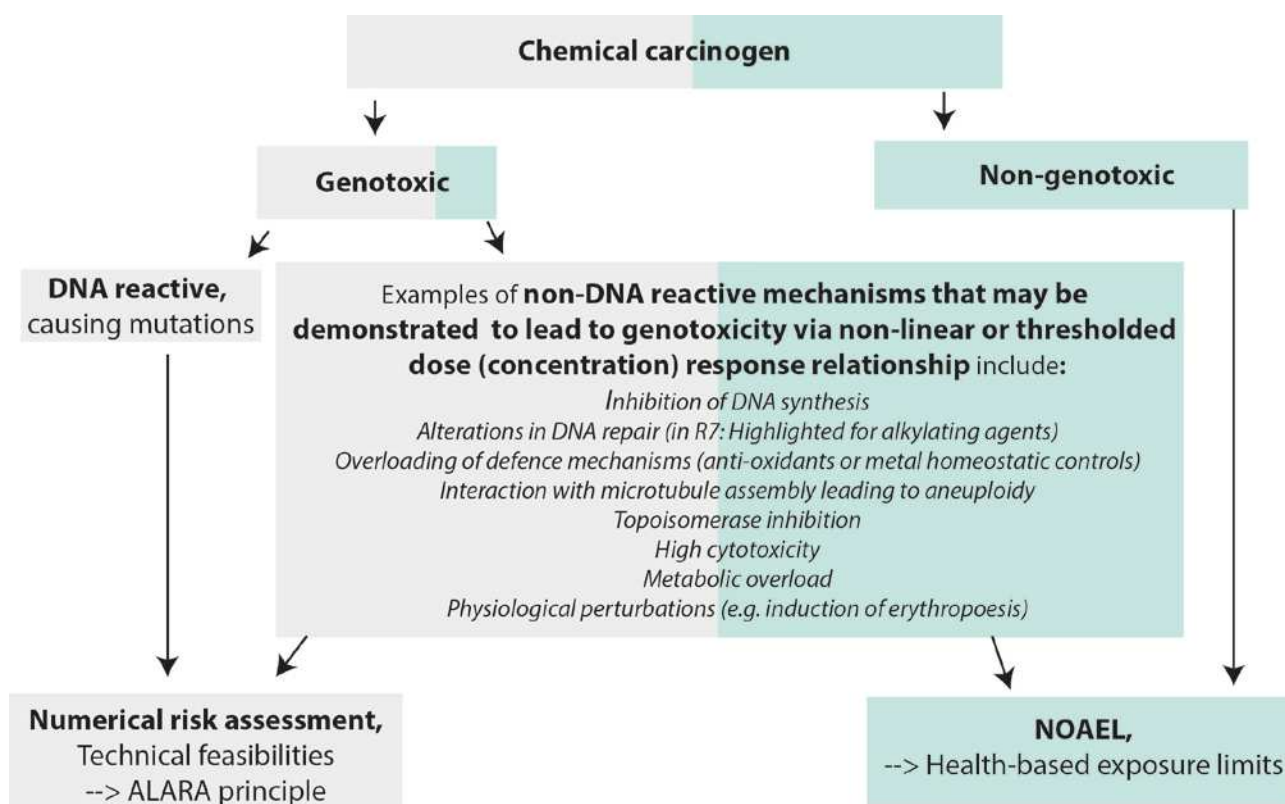 Chemical carcinogen
Genotoxic
Non-genotoxic
DNA reactive,
causing mutations
Examples of non-DNA reactive mechanisms that may be
demonstrated to lead to genotoxicity via non-linear or thresholded
dose (concentration) response relationship include:
Inhibition of DNA synthesis
Alterations in DNA repair (in R7: Highlighted for alkylating agents)
Overloading of defence mechanisms (anti-oxidants or metal homeostatic controls)
Interaction with microtubule assembly leading to aneuploidy
Topoisomerase inhibition
High cytotoxicity
Metabolic overload
Physiological perturbations (e.g. induction of erythropoesis)
Numerical risk assessment,
Technical feasibilities
--> ALARA principle
NOAEL,
--> Health-based exposure limits